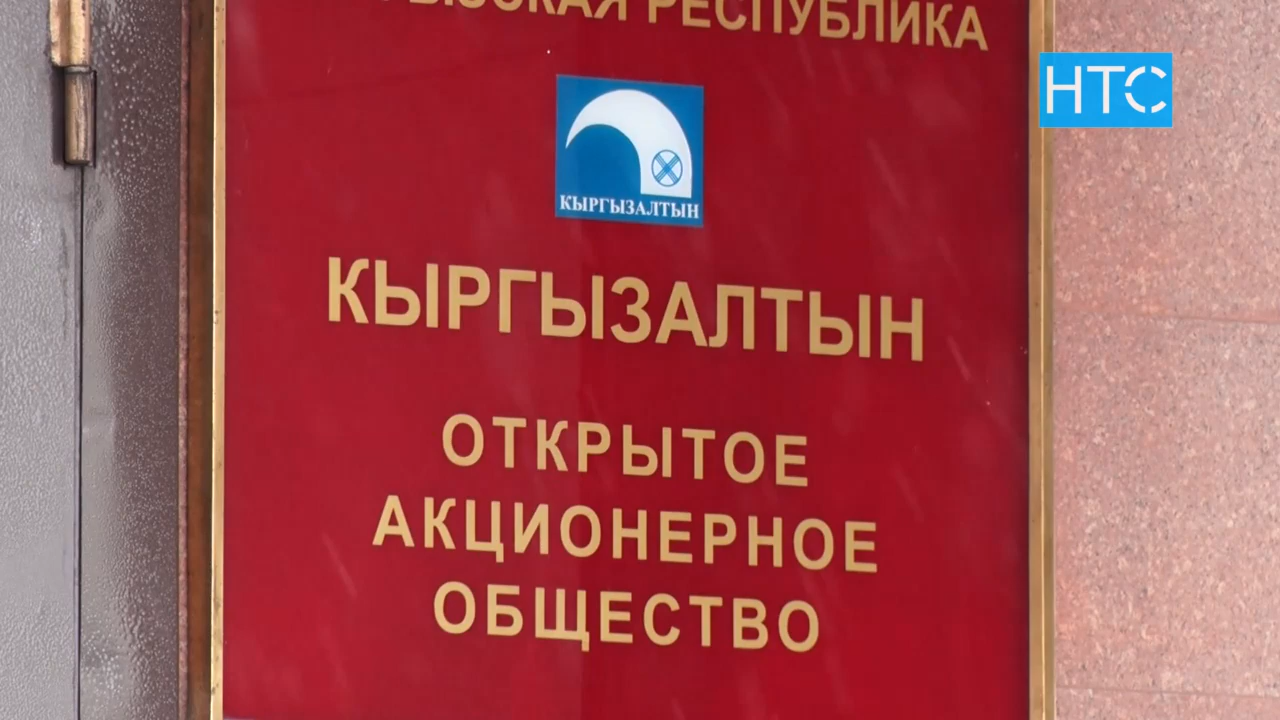 РЕСПУБЛИКА
НТС
КЫРГЫЗАЛТЫН
КЫРГЫЗАЛТЫН
ОТКРЫТОЕ
АКЦИОНЕРНОЕ
ОБЩЕСТВО